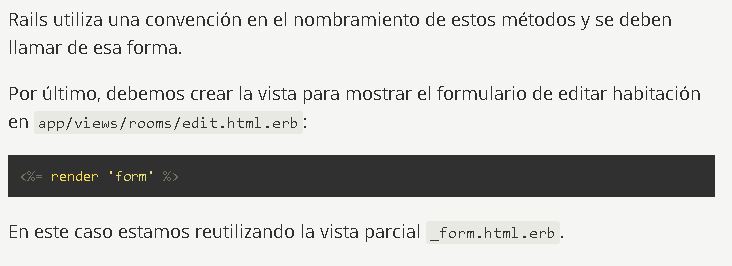 Rails utiliza una convención en el nombramiento de estos métodos y se deben
llamar de esa forma.
Por último, debemos crear la vista para mostrar el formulario de editar habitación
en app/views/rooms/edit.html.erb:
<%= render 'form' %>
En este caso estamos reutilizando la vista parcial _form.html.erb.